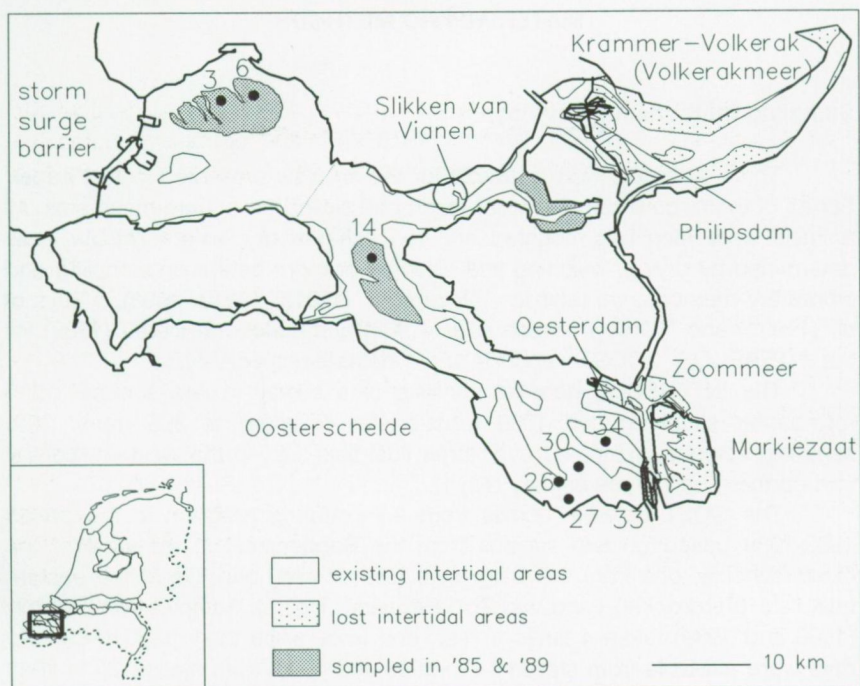 storm
surge
barrier
3
6
Slikken van
Vianen
Krammer-Volkerak
(Volkerakmeer)
14
Philipsdam
Oesterdam
Zoommeer
Oosterschelde
34
30
Markiezaat
26
27
33
existing intertidal areas
lost intertidal areas
sampled in '85 & '89
10 km